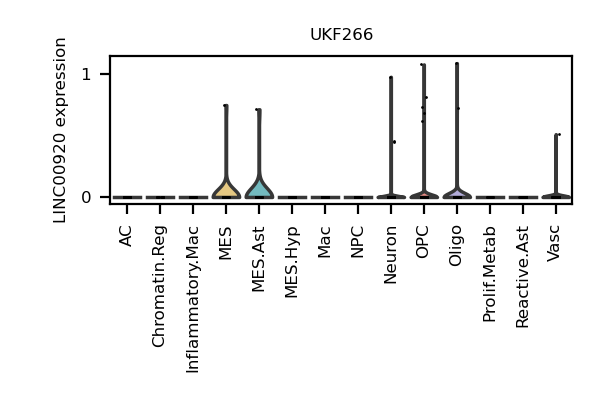 UKF266
LINC00920 expression
1
0
AC
Chromatin.Reg
Inflammatory.Mac
MES
MES.Ast
MES.Hyp
Mac
NPC
Neuron
OPC
Oligo
Prolif.Metab
Reactive.Ast
Vasc